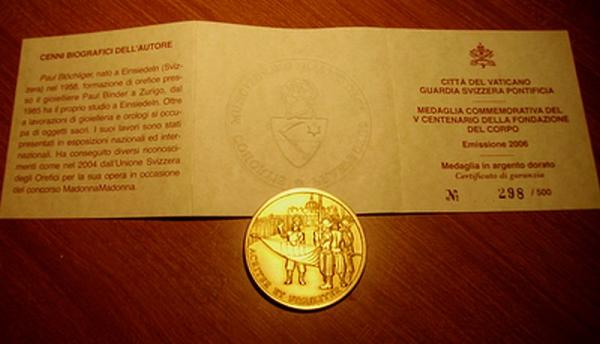 CENNI BIOGRAFICI DELL'AUTORE
Paul Blöchliger, nato a Einsiedeln (Sviz-
zera) nel 1958, formazione di orefice pres-
so il gioielliere Paul Binder a Zurigo, dal
1985 ha il proprio studio a Einsiedeln. Oltre
a lavorazioni di gioielleria e orologi si occu-
pa di oggetti sacri. I suoi lavori sono stati
presentati in esposizioni nazionali ed inter-
nazionali. Ha conseguito diversi riconosci-
menti come nel 2004 dall'Unione Svizzera
degli Orefici per la sua opera in occasione
del concorso MadonnaMadonna.
CITTÀ DEL VATICANO
GUARDIA SVIZZERA PONTIFICIA
MEDAGLIA COMMEMORATIVA DEL
V CENTENARIO DELLA FONDAZIONE
DEL CORPO
Emissione 2006
Medaglia in argento dorato
Certificato di garanzia
№ 298 / 500
ACRITER ET FIDELITER